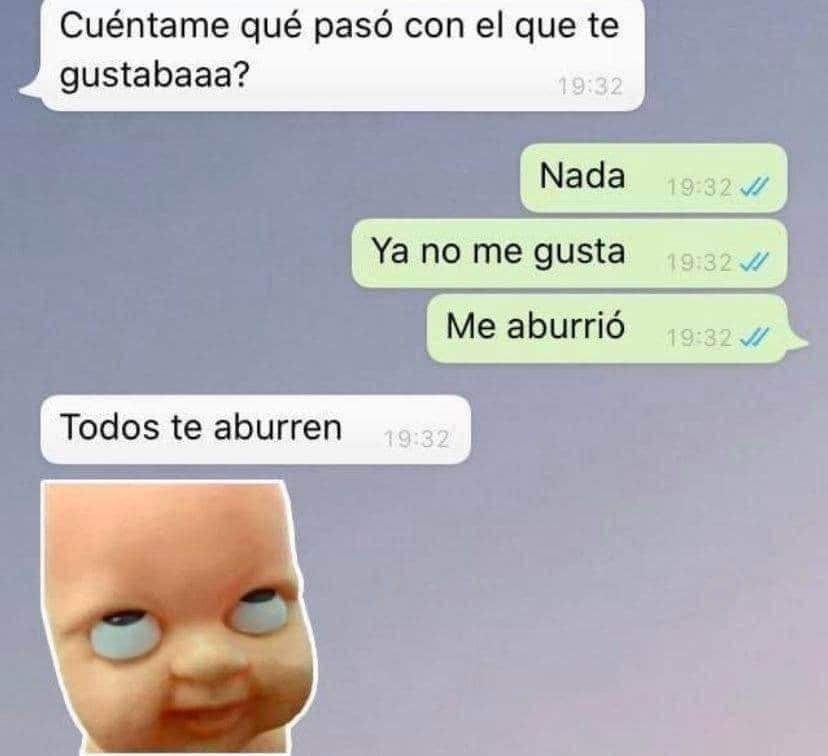 Cuéntame qué pasó con el que te
gustabaaa?
19:32
Nada 19:32
Ya no me gusta 19:32
Me aburrió 19:32
Todos te aburren 19:32